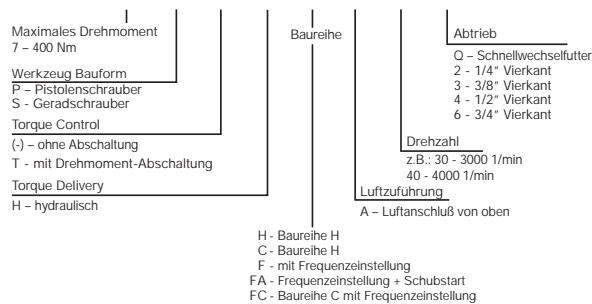 Maximales Drehmoment
7 – 400 Nm
Werkzeug Bauform
P – Pistolenschrauber
S - Geradschrauber
Torque Control
(-) – ohne Abschaltung
T - mit Drehmoment-Abschaltung
Torque Delivery
H – hydraulisch
Baureihe
H - Baureihe H
C - Baureihe H
F - mit Frequenzeinstellung
FA - Frequenzeinstellung + Schubstart
FC - Baureihe C mit Frequenzeinstellung
Luftzuführung
A – Luftanschluß von oben
Drehzahl
z.B.: 30 - 3000 1/min
40 - 4000 1/min
Abtrieb
Q – Schnellwechselfutter
2 - 1/4" Vierkant
3 - 3/8" Vierkant
4 - 1/2" Vierkant
6 - 3/4" Vierkant